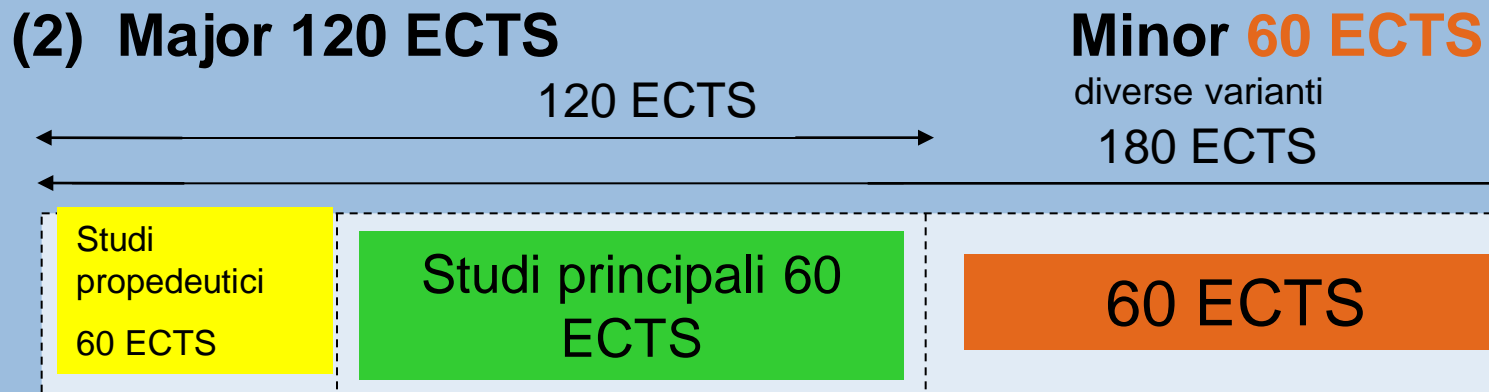 (2) Major 120 ECTS
Minor 60 ECTS
120 ECTS
diverse varianti
180 ECTS
Studi
propedeutici
60 ECTS
Studi principali 60
ECTS
60 ECTS